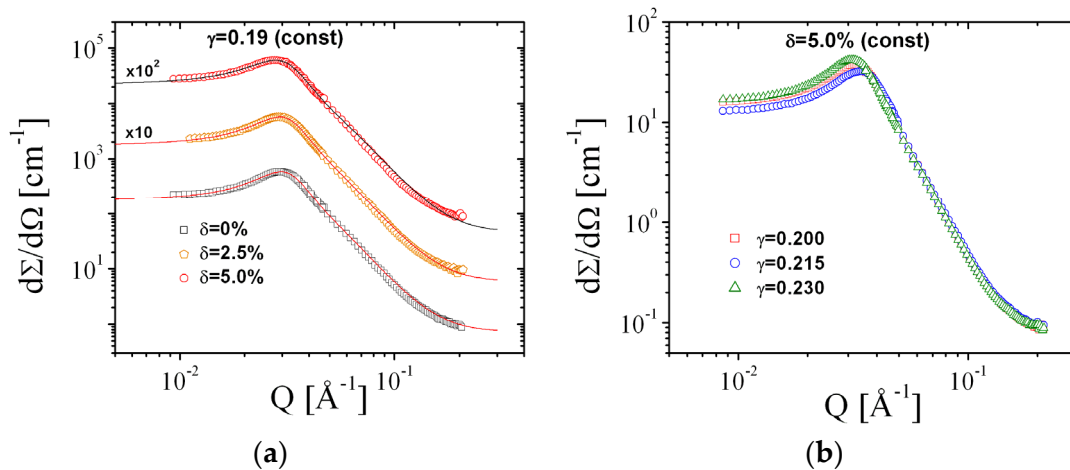 γ=0.19 (const)
10⁵
x10²
10³
x10
10¹
dΣ/dΩ [cm⁻¹]
δ=0%
δ=2.5%
δ=5.0%
10⁻²
10⁻¹
Q [Å⁻¹]
(a)
δ=5.0% (const)
10²
10¹
10⁰
10⁻¹
dΣ/dΩ [cm⁻¹]
γ=0.200
γ=0.215
γ=0.230
10⁻²
10⁻¹
Q [Å⁻¹]
(b)